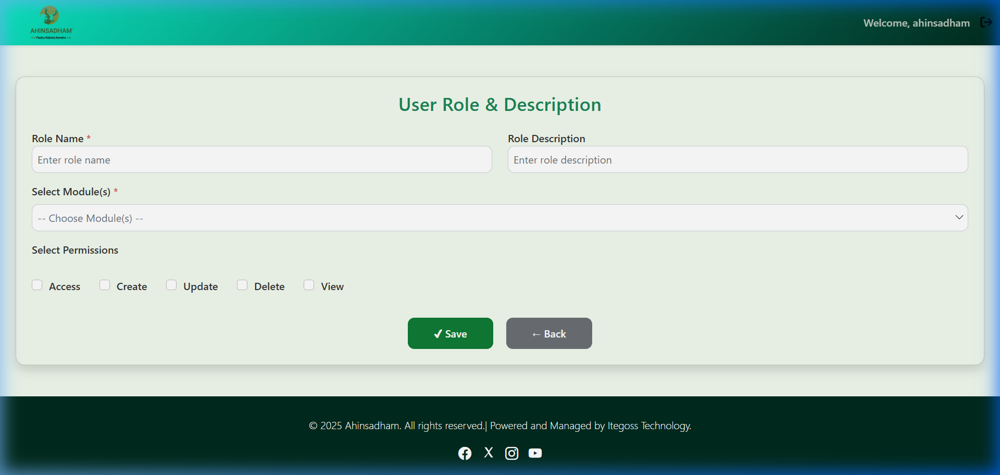 AHINSADHAM
Pashu Raksha Kendra
Welcome, ahinsadham
User Role & Description
Role Name *
Role Description
Enter role name
Enter role description
Select Module(s) *
-- Choose Module(s) --
Select Permissions
Access
Create
Update
Delete
View
✔ Save
← Back
© 2025 Ahinsadham. All rights reserved.| Powered and Managed by Itegoss Technology.